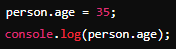 person.age = 35;
console.log(person.age);